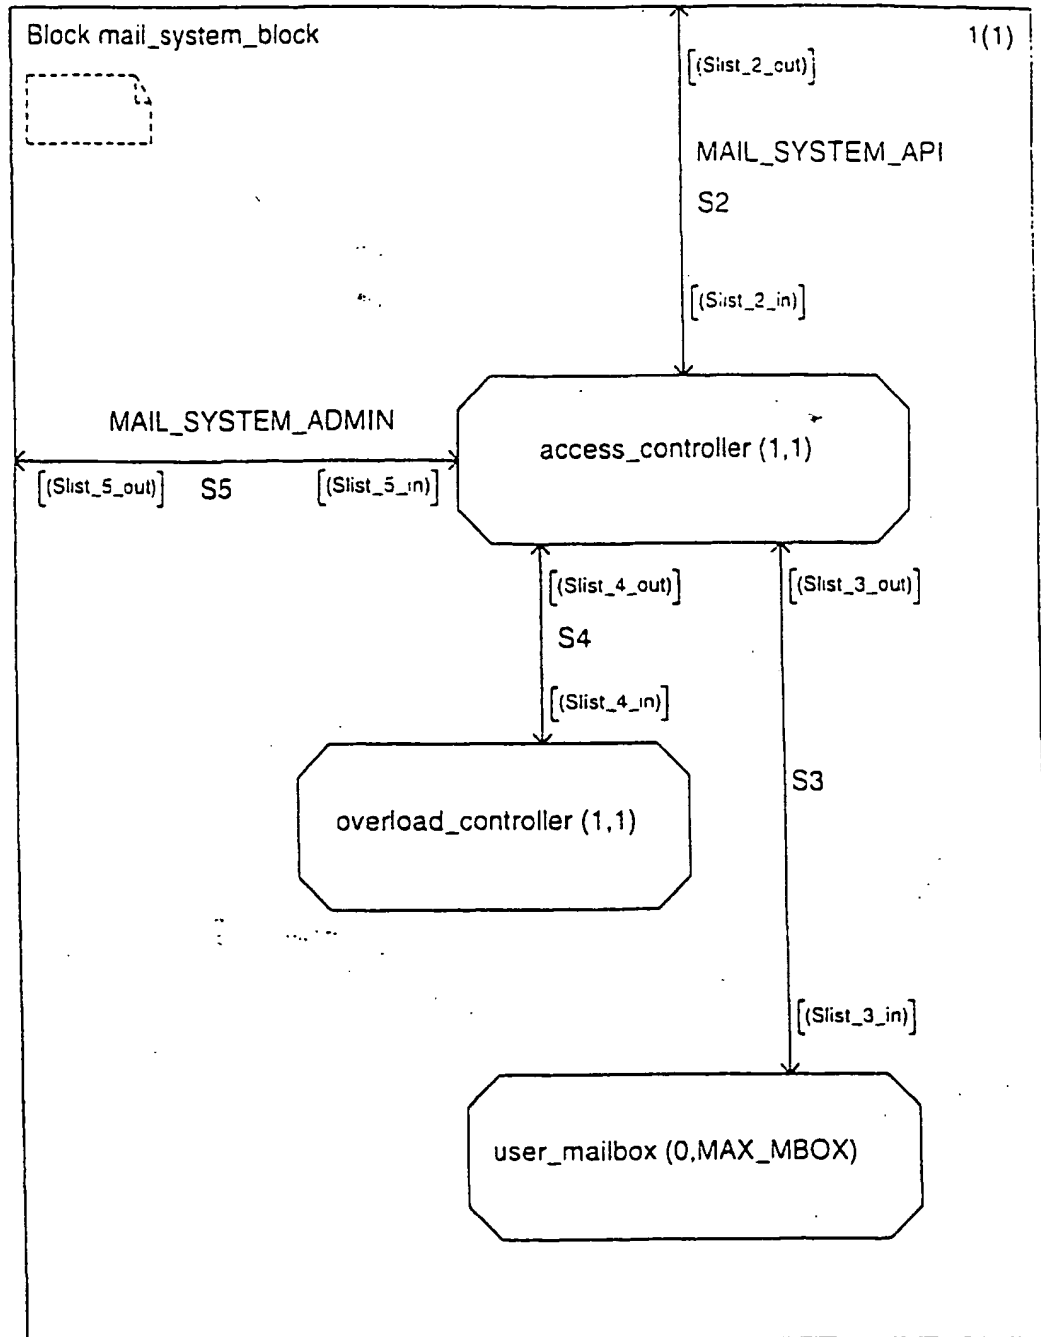 Block mail_system_block
1(1)
[(Slist_2_out)]
MAIL_SYSTEM_API
S2
[(Slist_2_in)]
MAIL_SYSTEM_ADMIN
access_controller (1,1)
[(Slist_5_out)] S5 [(Slist_5_in)]
[(Slist_4_out)] [(Slist_3_out)]
S4
[(Slist_4_in)]
S3
overload_controller (1,1)
[(Slist_3_in)]
user_mailbox (0,MAX_MBOX)